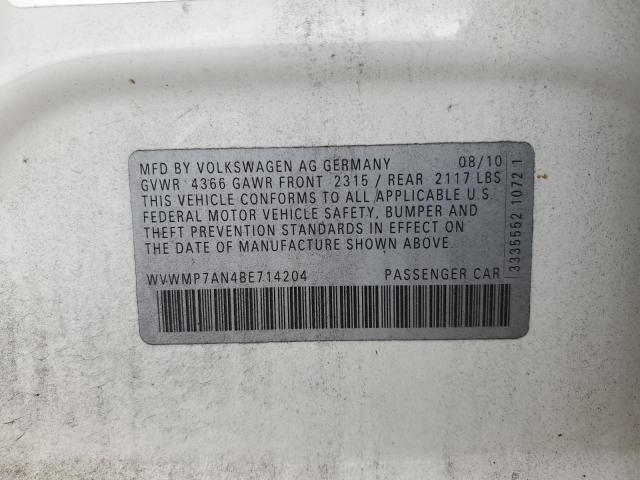 MFD BY VOLKSWAGEN AG GERMANY 08/10
GVWR 4366 GAWR FRONT 2315 / REAR 2117 LBS
THIS VEHICLE CONFORMS TO ALL APPLICABLE U.S.
FEDERAL MOTOR VEHICLE SAFETY, BUMPER AND
THEFT PREVENTION STANDARDS IN EFFECT ON
THE DATE OF MANUFACTURE SHOWN ABOVE.
WVWMP7AN4BE714204 PASSENGER CAR
3335552 1072 1